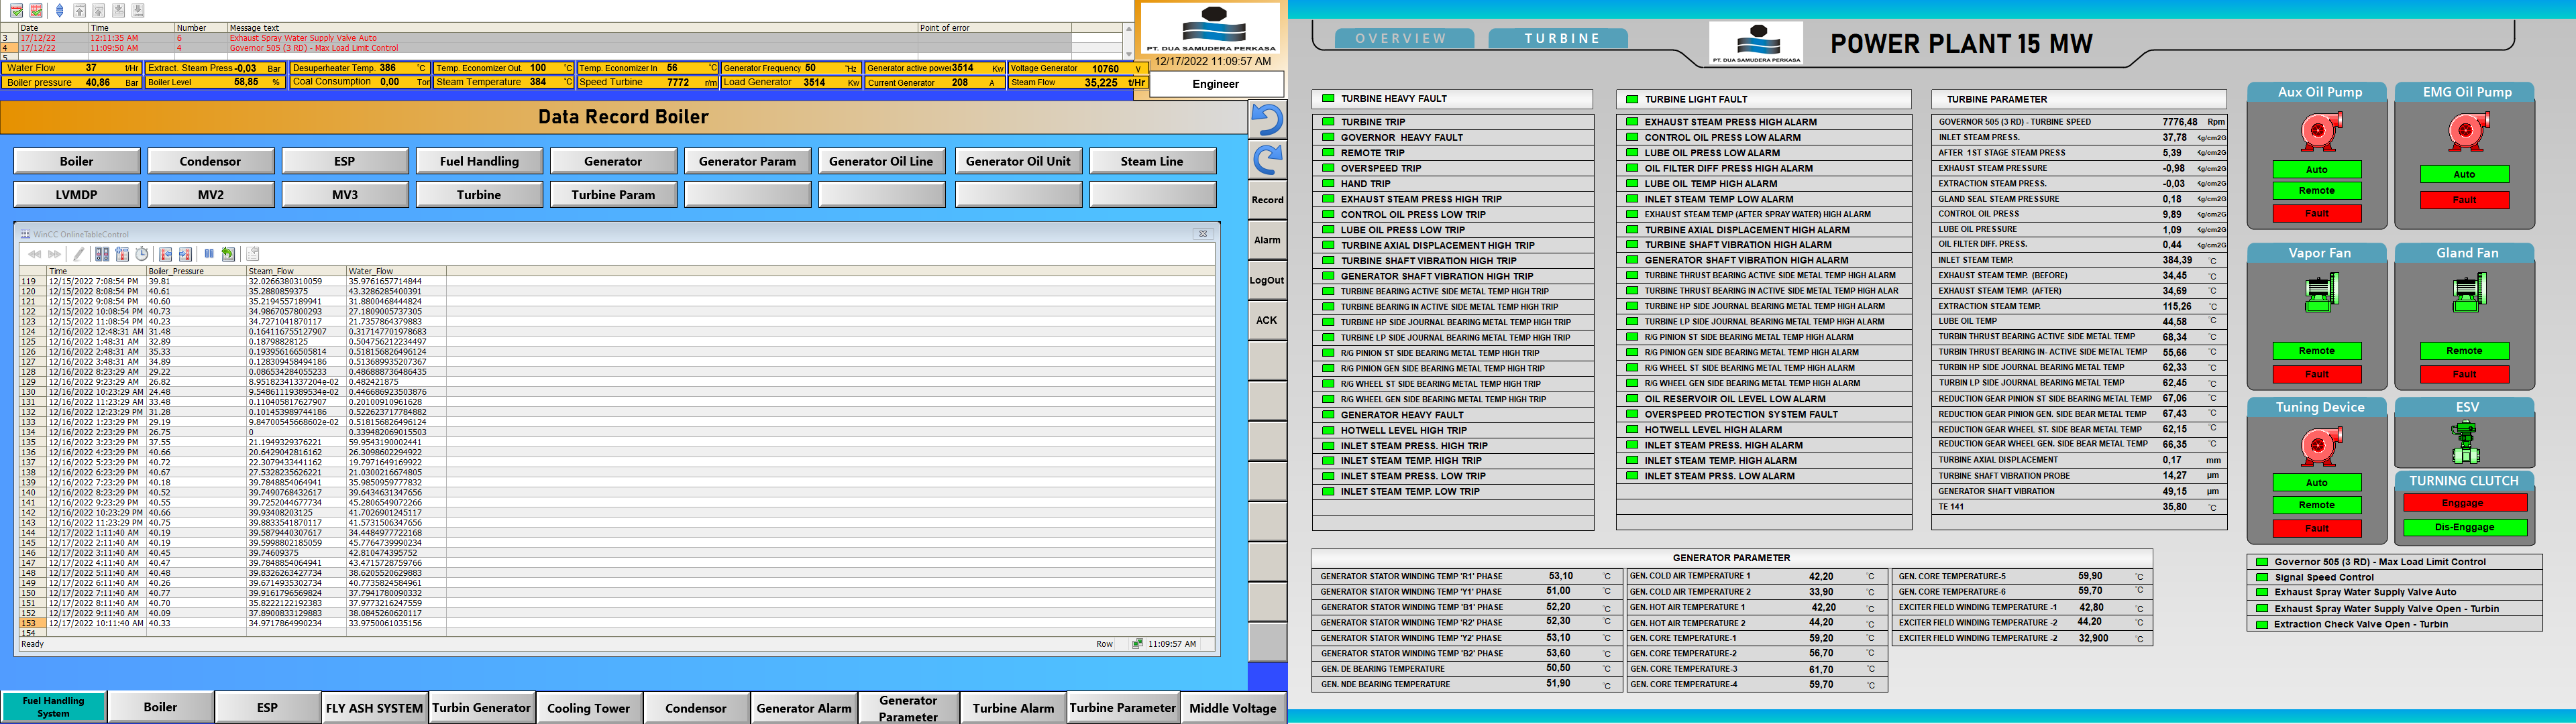 Date Time Number Message text Point of error
3 17/12/22 12:11:35 AM 6 Exhaust Spray Water Supply Valve Auto
4 17/12/22 11:09:50 AM 4 Governor 505 (3 RD) - Max Load Limit Control
5
PT. DUA SAMUDERA PERKASA
12/17/2022 11:09:57 AM
Engineer
Water Flow 37 t/Hr Extract. Steam Press -0,03 Bar Desuperheater Temp. 386 °C Temp. Economizer Out. 100 °C Temp. Economizer In 56 °C Generator Frequency 50 Hz Generator active power 3514 Kw Voltage Generator 10760 V
Boiler pressure 40,86 Bar Boiler Level 58,85 % Coal Consumption 0,00 Ton Steam Temperature 384 °C Speed Turbine 7772 r/m Load Generator 3514 Kw Current Generator 208 A Steam Flow 35,225 t/Hr
Data Record Boiler
Boiler Condensor ESP Fuel Handling Generator Generator Param Generator Oil Line Generator Oil Unit Steam Line
LVMDP MV2 MV3 Turbine Turbine Param
Record
Alarm
LogOut
ACK
WinCC OnlineTableControl
Time Boiler_Pressure Steam_Flow Water_Flow
119 12/15/2022 7:08:54 PM 39.81 32.0266380310059 35.9761657714844
120 12/15/2022 8:08:54 PM 40.61 35.2880859375 43.3286285400391
121 12/15/2022 9:08:54 PM 40.60 35.2194557189941 31.8800468444824
122 12/15/2022 10:08:54 PM 40.73 34.9867057800293 27.1809005737305
123 12/15/2022 11:08:54 PM 40.23 34.7271041870117 21.7357864379883
124 12/16/2022 12:48:31 AM 31.48 0.164116755127907 0.317147701978683
125 12/16/2022 1:48:31 AM 32.89 0.18798828125 0.504756212234497
126 12/16/2022 2:48:31 AM 35.33 0.193956166505814 0.518156826496124
127 12/16/2022 3:48:31 AM 34.89 0.128309458494186 0.513689935207367
128 12/16/2022 8:23:29 AM 29.22 0.086534284055233 0.486888736486435
129 12/16/2022 9:23:29 AM 26.82 8.95182341337204e-02 0.482421875
130 12/16/2022 10:23:29 AM 24.48 9.54861119389534e-02 0.446686923503876
131 12/16/2022 11:23:29 AM 33.48 0.110405817627907 0.20100910961628
132 12/16/2022 12:23:29 PM 31.28 0.101453989744186 0.522623717784882
133 12/16/2022 1:23:29 PM 29.19 9.84700545668602e-02 0.518156826496124
134 12/16/2022 2:23:29 PM 26.75 0 0.339482069015503
135 12/16/2022 3:23:29 PM 37.55 21.1949329376221 59.9543190002441
136 12/16/2022 4:23:29 PM 40.66 20.6429042816162 26.3098602294922
137 12/16/2022 5:23:29 PM 40.72 22.3079433441162 19.7971649169922
138 12/16/2022 6:23:29 PM 40.67 27.5328235626221 21.0300216674805
139 12/16/2022 7:23:29 PM 40.18 39.7848854064941 35.9850959777832
140 12/16/2022 8:23:29 PM 40.52 39.7490768432617 39.6434631347656
141 12/16/2022 9:23:29 PM 40.55 39.7252044677734 45.2806549072266
142 12/16/2022 10:23:29 PM 40.66 39.93408203125 41.7026901245117
143 12/16/2022 11:23:29 PM 40.75 39.8833541870117 41.5731506347656
144 12/17/2022 1:11:40 AM 40.19 39.5879440307617 34.4484977722168
145 12/17/2022 2:11:40 AM 40.19 39.5998802185059 45.7764739990234
146 12/17/2022 3:11:40 AM 40.45 39.74609375 42.810474395752
147 12/17/2022 4:11:40 AM 40.47 39.7848854064941 43.4715728759766
148 12/17/2022 5:11:40 AM 40.48 39.8326263427734 38.6205520629883
149 12/17/2022 6:11:40 AM 40.26 39.6714935302734 40.7735824584961
150 12/17/2022 7:11:40 AM 40.77 39.9161796569824 37.7941780090332
151 12/17/2022 8:11:40 AM 40.70 35.8222122192383 37.9773216247559
152 12/17/2022 9:11:40 AM 40.09 37.8900833129883 38.0845260620117
153 12/17/2022 10:11:40 AM 40.33 34.9717864990234 33.9750061035156
154
Ready Row 11:09:57 AM
Fuel Handling System Boiler ESP FLY ASH SYSTEM Turbin Generator Cooling Tower Condensor Generator Alarm Generator Parameter Turbine Alarm Turbine Parameter Middle Voltage
OVERVIEW TURBINE
PT. DUA SAMUDERA PERKASA
POWER PLANT 15 MW
TURBINE HEAVY FAULT
TURBINE TRIP
GOVERNOR HEAVY FAULT
REMOTE TRIP
OVERSPEED TRIP
HAND TRIP
EXHAUST STEAM PRESS HIGH TRIP
CONTROL OIL PRESS LOW TRIP
LUBE OIL PRESS LOW TRIP
TURBINE AXIAL DISPLACEMENT HIGH TRIP
TURBINE SHAFT VIBRATION HIGH TRIP
GENERATOR SHAFT VIBRATION HIGH TRIP
TURBINE BEARING ACTIVE SIDE METAL TEMP HIGH TRIP
TURBINE BEARING IN ACTIVE SIDE METAL TEMP HIGH TRIP
TURBINE HP SIDE JOURNAL BEARING METAL TEMP HIGH TRIP
TURBINE LP SIDE JOURNAL BEARING METAL TEMP HIGH TRIP
R/G PINION ST SIDE BEARING METAL TEMP HIGH TRIP
R/G PINION GEN SIDE BEARING METAL TEMP HIGH TRIP
R/G WHEEL ST SIDE BEARING METAL TEMP HIGH TRIP
R/G WHEEL GEN SIDE BEARING METAL TEMP HIGH TRIP
GENERATOR HEAVY FAULT
HOTWELL LEVEL HIGH TRIP
INLET STEAM PRESS. HIGH TRIP
INLET STEAM TEMP. HIGH TRIP
INLET STEAM PRESS. LOW TRIP
INLET STEAM TEMP. LOW TRIP
TURBINE LIGHT FAULT
EXHAUST STEAM PRESS HIGH ALARM
CONTROL OIL PRESS LOW ALARM
LUBE OIL PRESS LOW ALARM
OIL FILTER DIFF PRESS HIGH ALARM
LUBE OIL TEMP HIGH ALARM
INLET STEAM TEMP LOW ALARM
EXHAUST STEAM TEMP (AFTER SPRAY WATER) HIGH ALARM
TURBINE AXIAL DISPLACEMENT HIGH ALARM
TURBINE SHAFT VIBRATION HIGH ALARM
GENERATOR SHAFT VIBRATION HIGH ALARM
TURBINE THRUST BEARING ACTIVE SIDE METAL TEMP HIGH ALARM
TURBINE THRUST BEARING IN ACTIVE SIDE METAL TEMP HIGH ALAR
TURBINE HP SIDE JOURNAL BEARING METAL TEMP HIGH ALARM
TURBINE LP SIDE JOURNAL BEARING METAL TEMP HIGH ALARM
R/G PINION ST SIDE BEARING METAL TEMP HIGH ALARM
R/G PINION GEN SIDE BEARING METAL TEMP HIGH ALARM
R/G WHEEL ST SIDE BEARING METAL TEMP HIGH ALARM
R/G WHEEL GEN SIDE BEARING METAL TEMP HIGH ALARM
OIL RESERVOIR OIL LEVEL LOW ALARM
OVERSPEED PROTECTION SYSTEM FAULT
HOTWELL LEVEL HIGH ALARM
INLET STEAM PRESS. HIGH ALARM
INLET STEAM TEMP. HIGH ALARM
INLET STEAM PRSS. LOW ALARM
TURBINE PARAMETER
GOVERNOR 505 (3 RD) - TURBINE SPEED 7776,48 Rpm
INLET STEAM PRESS. 37,78 Kg/cm2G
AFTER 1ST STAGE STEAM PRESS 5,39 Kg/cm2G
EXHAUST STEAM PRESSURE -0,98 Kg/cm2G
EXTRACTION STEAM PRESS. -0,03 Kg/cm2G
GLAND SEAL STEAM PRESSURE 0,18 Kg/cm2G
CONTROL OIL PRESS 9,89 Kg/cm2G
LUBE OIL PRESSURE 1,09 Kg/cm2G
OIL FILTER DIFF. PRESS. 0,44 Kg/cm2G
INLET STEAM TEMP. 384,39 °C
EXHAUST STEAM TEMP. (BEFORE) 34,45 °C
EXHAUST STEAM TEMP. (AFTER) 34,69 °C
EXTRACTION STEAM TEMP. 115,26 °C
LUBE OIL TEMP 44,58 °C
TURBIN THRUST BEARING ACTIVE SIDE METAL TEMP 68,34 °C
TURBIN THRUST BEARING IN- ACTIVE SIDE METAL TEMP 55,66 °C
TURBIN HP SIDE JOURNAL BEARING METAL TEMP 62,33 °C
TURBIN LP SIDE JOURNAL BEARING METAL TEMP 62,45 °C
REDUCTION GEAR PINION ST SIDE BEARING METAL TEMP 67,06 °C
REDUCTION GEAR PINION GEN. SIDE BEAR METAL TEMP 67,43 °C
REDUCTION GEAR WHEEL ST. SIDE BEAR METAL TEMP 62,15 °C
REDUCTION GEAR WHEEL GEN. SIDE BEAR METAL TEMP 66,35 °C
TURBINE AXIAL DISPLACEMENT 0,17 mm
TURBINE SHAFT VIBRATION PROBE 14,27 µm
GENERATOR SHAFT VIBRATION 49,15 µm
TE 141 35,80 °C
Aux Oil Pump
Auto
Remote
Fault
EMG Oil Pump
Auto
Fault
Vapor Fan
Remote
Fault
Gland Fan
Remote
Fault
Tuning Device
Auto
Remote
Fault
ESV
TURNING CLUTCH
Enggage
Dis-Enggage
Governor 505 (3 RD) - Max Load Limit Control
Signal Speed Control
Exhaust Spray Water Supply Valve Auto
Exhaust Spray Water Supply Valve Open - Turbin
Extraction Check Valve Open - Turbin
GENERATOR PARAMETER
GENERATOR STATOR WINDING TEMP 'R1' PHASE 53,10 °C
GENERATOR STATOR WINDING TEMP 'Y1' PHASE 51,00 °C
GENERATOR STATOR WINDING TEMP 'B1' PHASE 52,20 °C
GENERATOR STATOR WINDING TEMP 'R2' PHASE 52,30 °C
GENERATOR STATOR WINDING TEMP 'Y2' PHASE 53,10 °C
GENERATOR STATOR WINDING TEMP 'B2' PHASE 53,60 °C
GEN. DE BEARING TEMPERATURE 50,50 °C
GEN. NDE BEARING TEMPERATURE 51,90 °C
GEN. COLD AIR TEMPERATURE 1 42,20 °C
GEN. COLD AIR TEMPERATURE 2 33,90 °C
GEN. HOT AIR TEMPERATURE 1 42,20 °C
GEN. HOT AIR TEMPERATURE 2 44,20 °C
GEN. CORE TEMPERATURE-1 59,20 °C
GEN. CORE TEMPERATURE-2 56,70 °C
GEN. CORE TEMPERATURE-3 61,70 °C
GEN. CORE TEMPERATURE-4 59,70 °C
GEN. CORE TEMPERATURE-5 59,90 °C
GEN. CORE TEMPERATURE-6 59,70 °C
EXCITER FIELD WINDING TEMPERATURE -1 42,80 °C
EXCITER FIELD WINDING TEMPERATURE -2 44,20 °C
EXCITER FIELD WINDING TEMPERATURE -2 32,900 °C